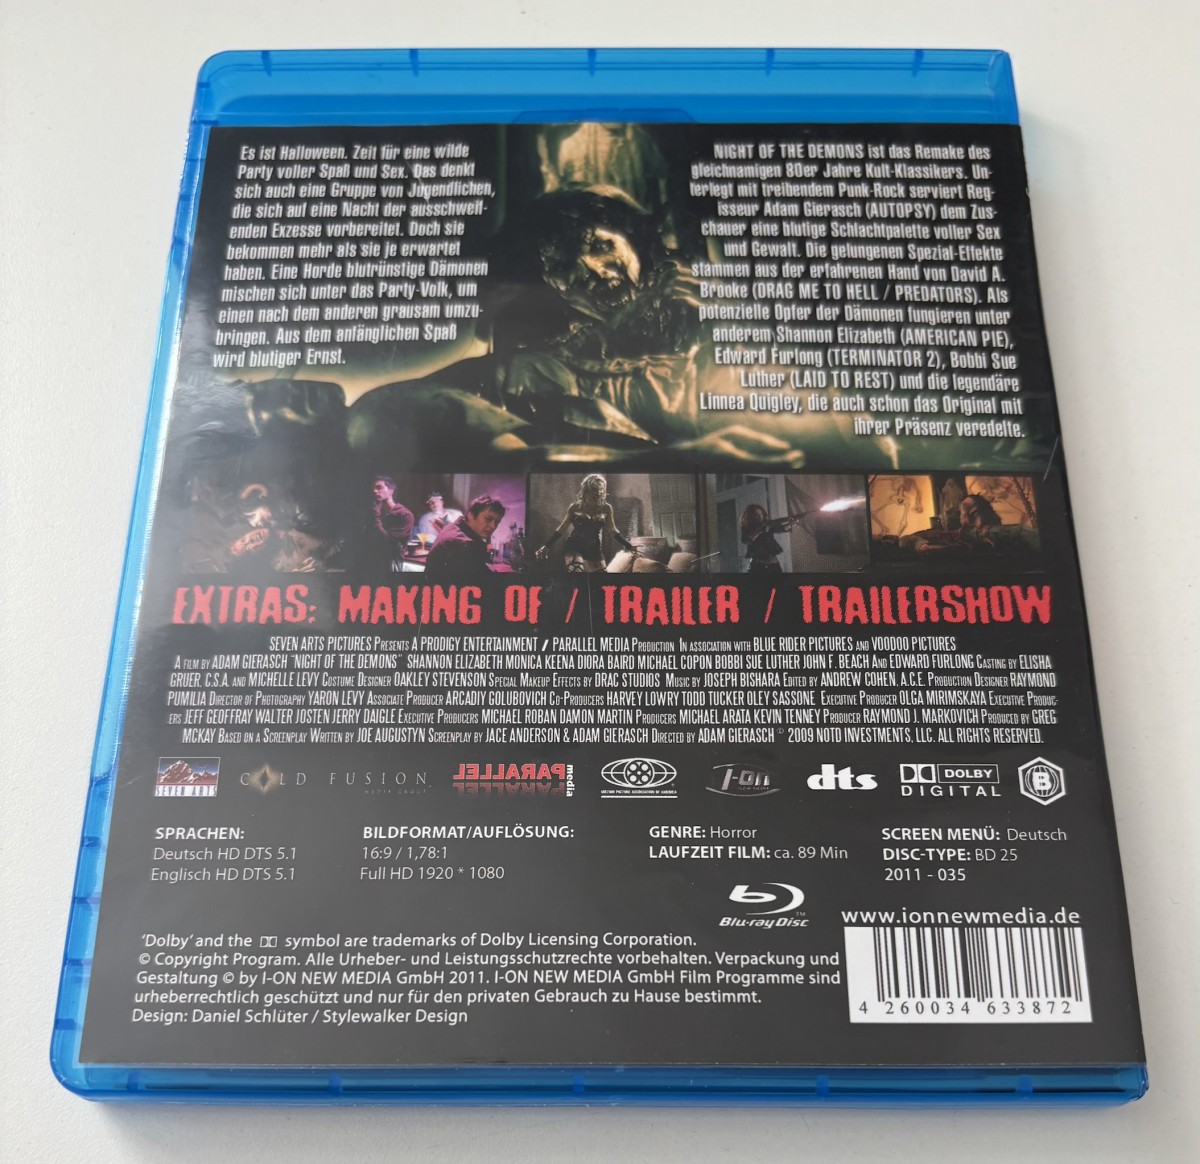 Es ist Halloween. Zeit für eine wilde
Party voller Spaß und Sex. Das denkt
sich auch eine Gruppe von Jugendlichen,
die sich auf eine Nacht der ausschweif-
enden Exzesse vorbereitet. Doch sie
bekommen mehr als sie je erwartet
haben. Eine Horde blutrünstige Dämonen
mischen sich unter das Party-Volk, um
einen nach dem anderen grausam umzu-
bringen. Aus dem anfänglichen Spaß
wird blutiger Ernst.
NIGHT OF THE DEMONS ist das Remake des
gleichnamigen 80er Jahre Kult-Klassikers. Un-
terlegt mit treibendem Punk-Rock serviert Reg-
isseur Adam Gierasch (AUTOPSY) dem Zus-
chauer eine blutige Schlachtpalette voller Sex
und Gewalt. Die gelungenen Spezial-Effekte
stammen aus der erfahrenen Hand von David A.
Brooke (DRAG ME TO HELL / PREDATORS). Als
potenzielle Opfer der Dämonen fungieren unter
anderem Shannon Elizabeth (AMERICAN PIE),
Edward Furlong (TERMINATOR 2), Bobbi Sue
Luther (LAID TO REST) und die legendäre
Linnea Quigley, die auch schon das Original mit
ihrer Präsenz veredelte.
EXTRAS: MAKING OF / TRAILER / TRAILERSHOW
SEVEN ARTS PICTURES PRESENTS A PRODIGY ENTERTAINMENT / PARALLEL MEDIA PRODUCTION IN ASSOCIATION WITH BLUE RIDER PICTURES AND VOODOO PICTURES
A FILM BY ADAM GIERASCH "NIGHT OF THE DEMONS" SHANNON ELIZABETH MONICA KEENA DIORA BAIRD MICHAEL COPON BOBBI SUE LUTHER JOHN F. BEACH AND EDWARD FURLONG CASTING BY ELISHA
GRUER, C.S.A. AND MICHELLE LEVY COSTUME DESIGNER OAKLEY STEVENSON SPECIAL MAKEUP EFFECTS BY DRAC STUDIOS MUSIC BY JOSEPH BISHARA EDITED BY ANDREW COHEN, A.C.E. PRODUCTION DESIGNER RAYMOND
PUMILIA DIRECTOR OF PHOTOGRAPHY YARON LEVY ASSOCIATE PRODUCER ARCADIY GOLUBOVICH CO-PRODUCERS HARVEY LOWRY TODD TUCKER OLEY SASSONE EXECUTIVE PRODUCER OLGA MIRIMSKAYA EXECUTIVE PRODUC-
ERS JEFF GEOFFRAY WALTER JOSTEN JERRY DAIGLE EXECUTIVE PRODUCERS MICHAEL ROBAN DAMON MARTIN PRODUCERS MICHAEL ARATA KEVIN TENNEY PRODUCER RAYMOND J. MARKOVICH PRODUCED BY GREG
MCKAY BASED ON A SCREENPLAY WRITTEN BY JOE AUGUSTYN SCREENPLAY BY JACE ANDERSON & ADAM GIERASCH DIRECTED BY ADAM GIERASCH © 2009 NOTD INVESTMENTS, LLC. ALL RIGHTS RESERVED.
SEVEN ARTS
COLD FUSION
MEDIA GROUP
PARALLEL media
MOTION PICTURE ASSOCIATION OF AMERICA
I-On
NEW MEDIA
dts
DOLBY
DIGITAL
B
SPRACHEN:
Deutsch HD DTS 5.1
Englisch HD DTS 5.1
BILDFORMAT/AUFLÖSUNG:
16:9 / 1,78:1
Full HD 1920 * 1080
GENRE: Horror
LAUFZEIT FILM: ca. 89 Min
SCREEN MENÜ: Deutsch
DISC-TYPE: BD 25
2011 - 035
Blu-ray Disc
TM
www.ionnewmedia.de
'Dolby' and the symbol are trademarks of Dolby Licensing Corporation.
© Copyright Program. Alle Urheber- und Leistungsschutzrechte vorbehalten. Verpackung und
Gestaltung © by I-ON NEW MEDIA GmbH 2011. I-ON NEW MEDIA GmbH Film Programme sind
urheberrechtlich geschützt und nur für den privaten Gebrauch zu Hause bestimmt.
Design: Daniel Schlüter / Stylewalker Design
4 260034 633872